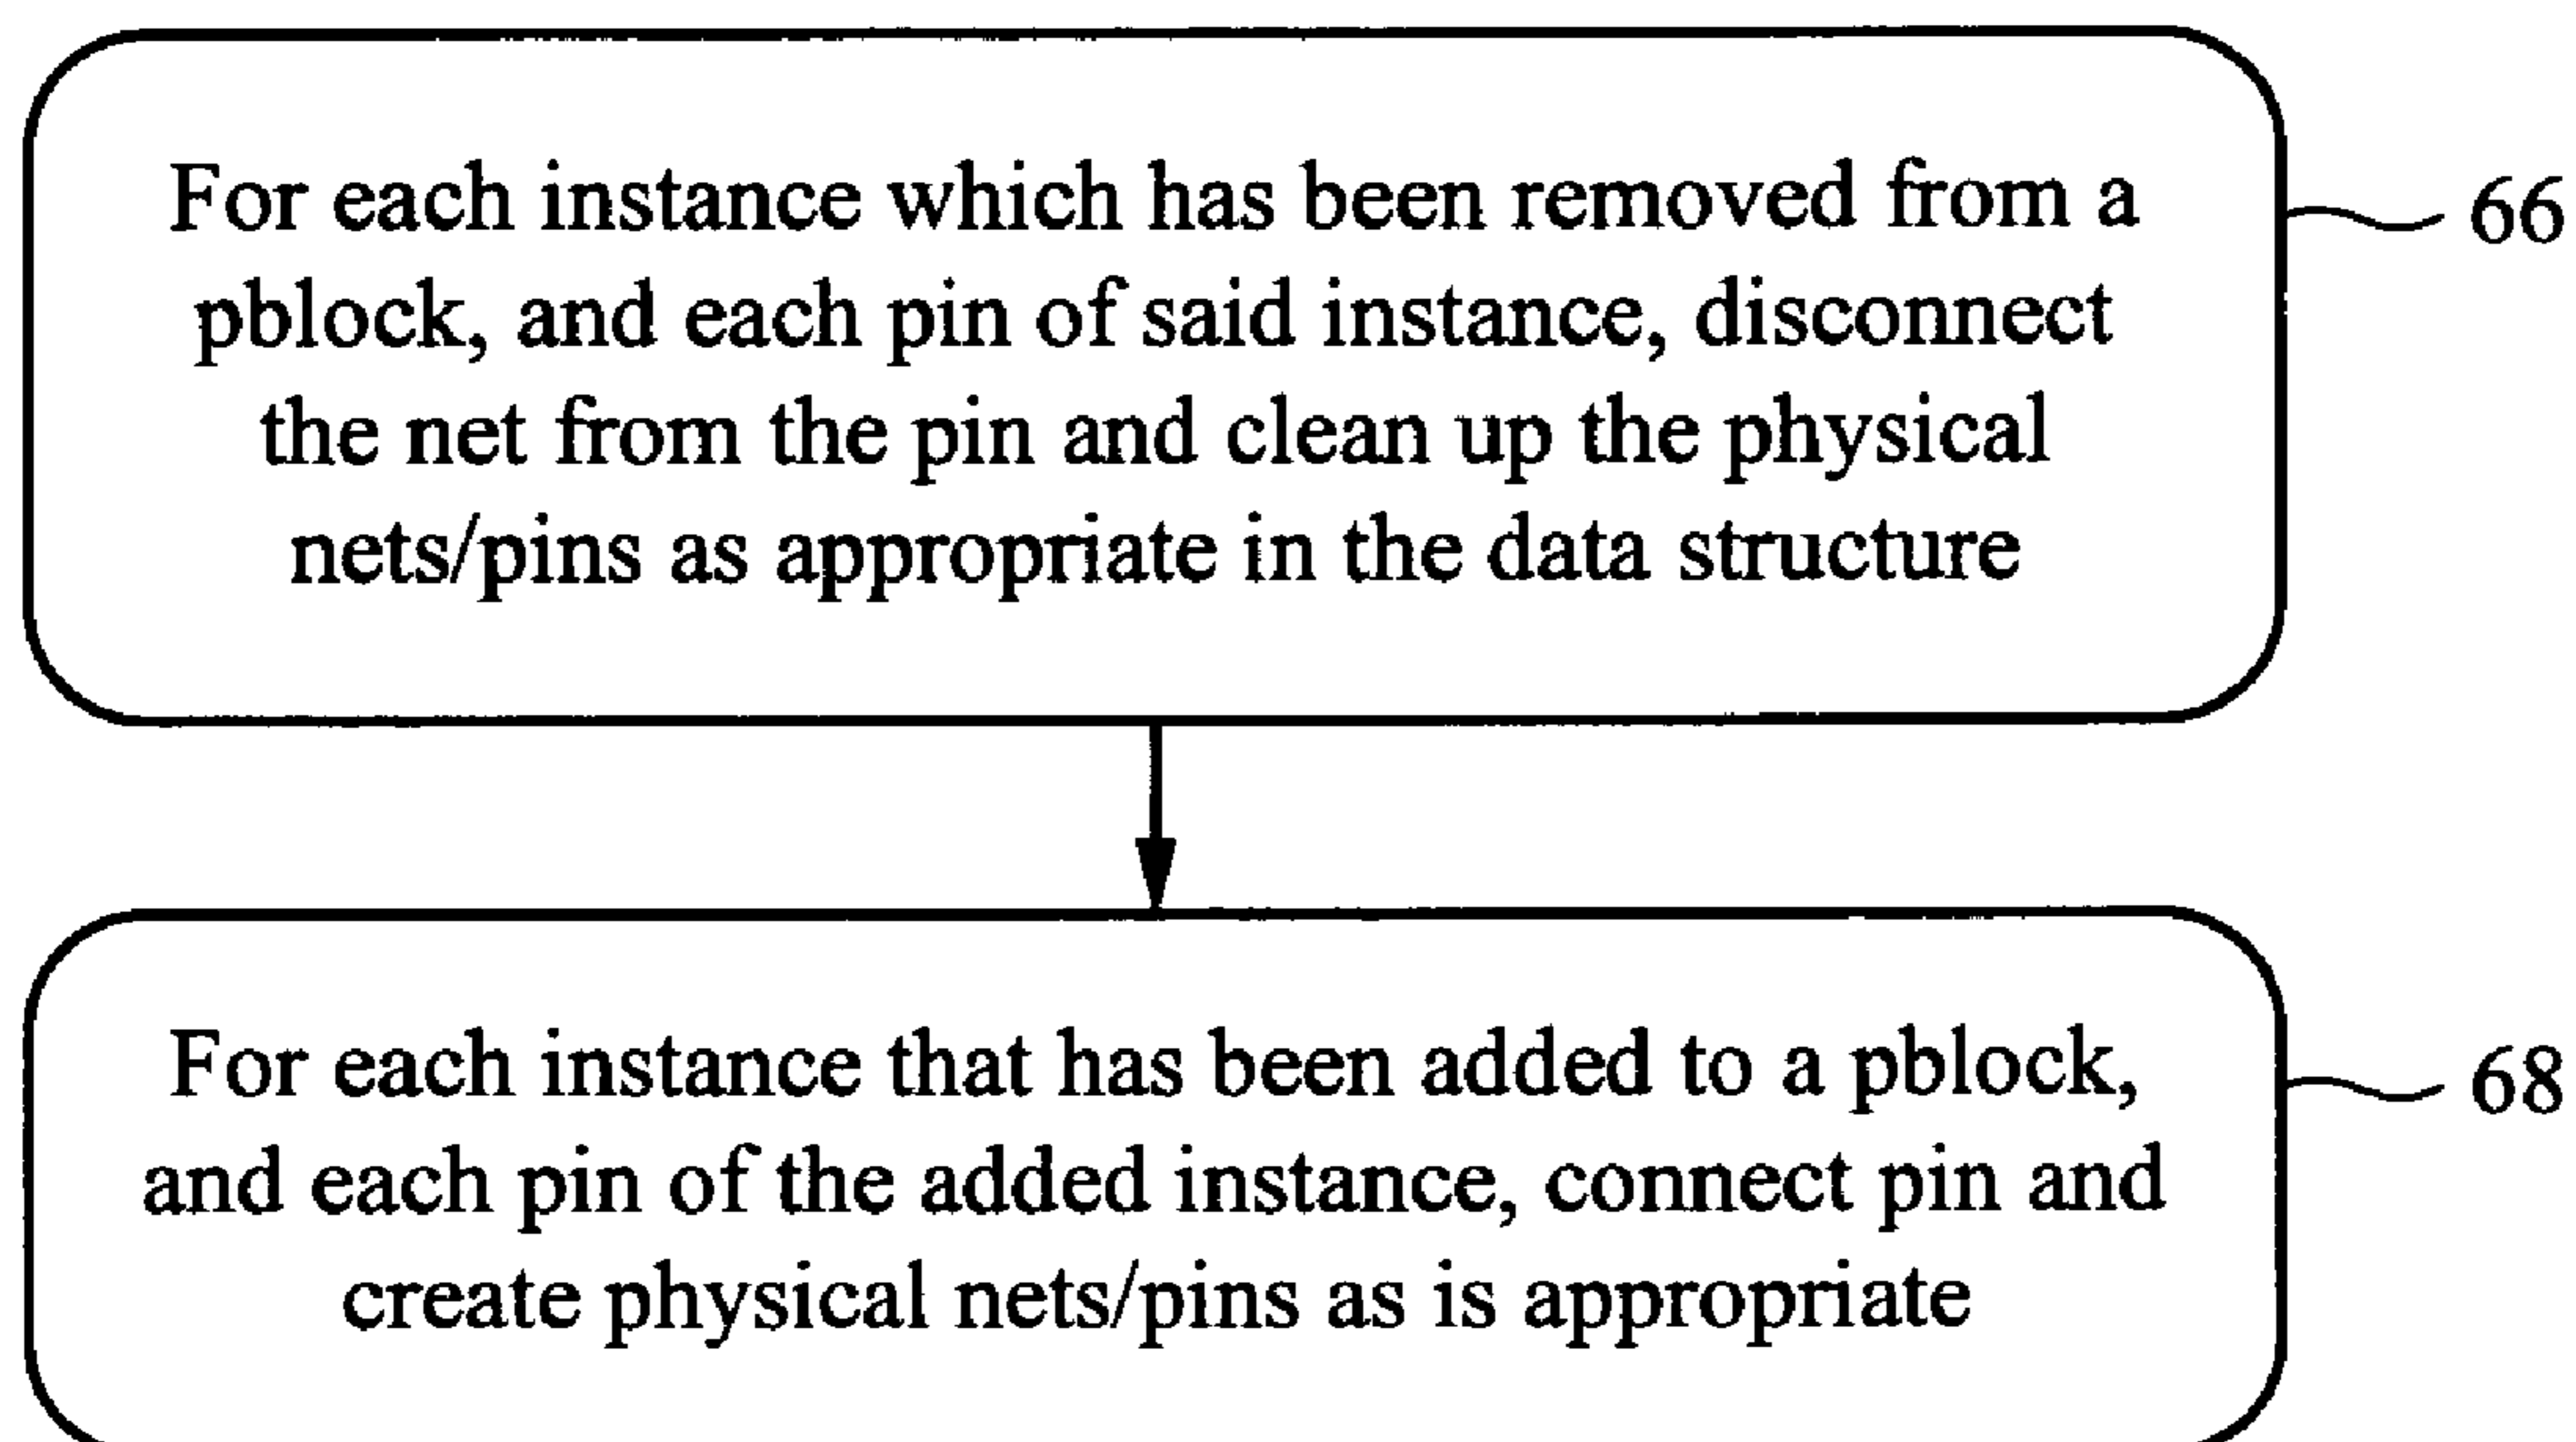 For each instance which has been removed from a
pblock, and each pin of said instance, disconnect
the net from the pin and clean up the physical
nets/pins as appropriate in the data structure
66
For each instance that has been added to a pblock,
and each pin of the added instance, connect pin and
create physical nets/pins as is appropriate
68